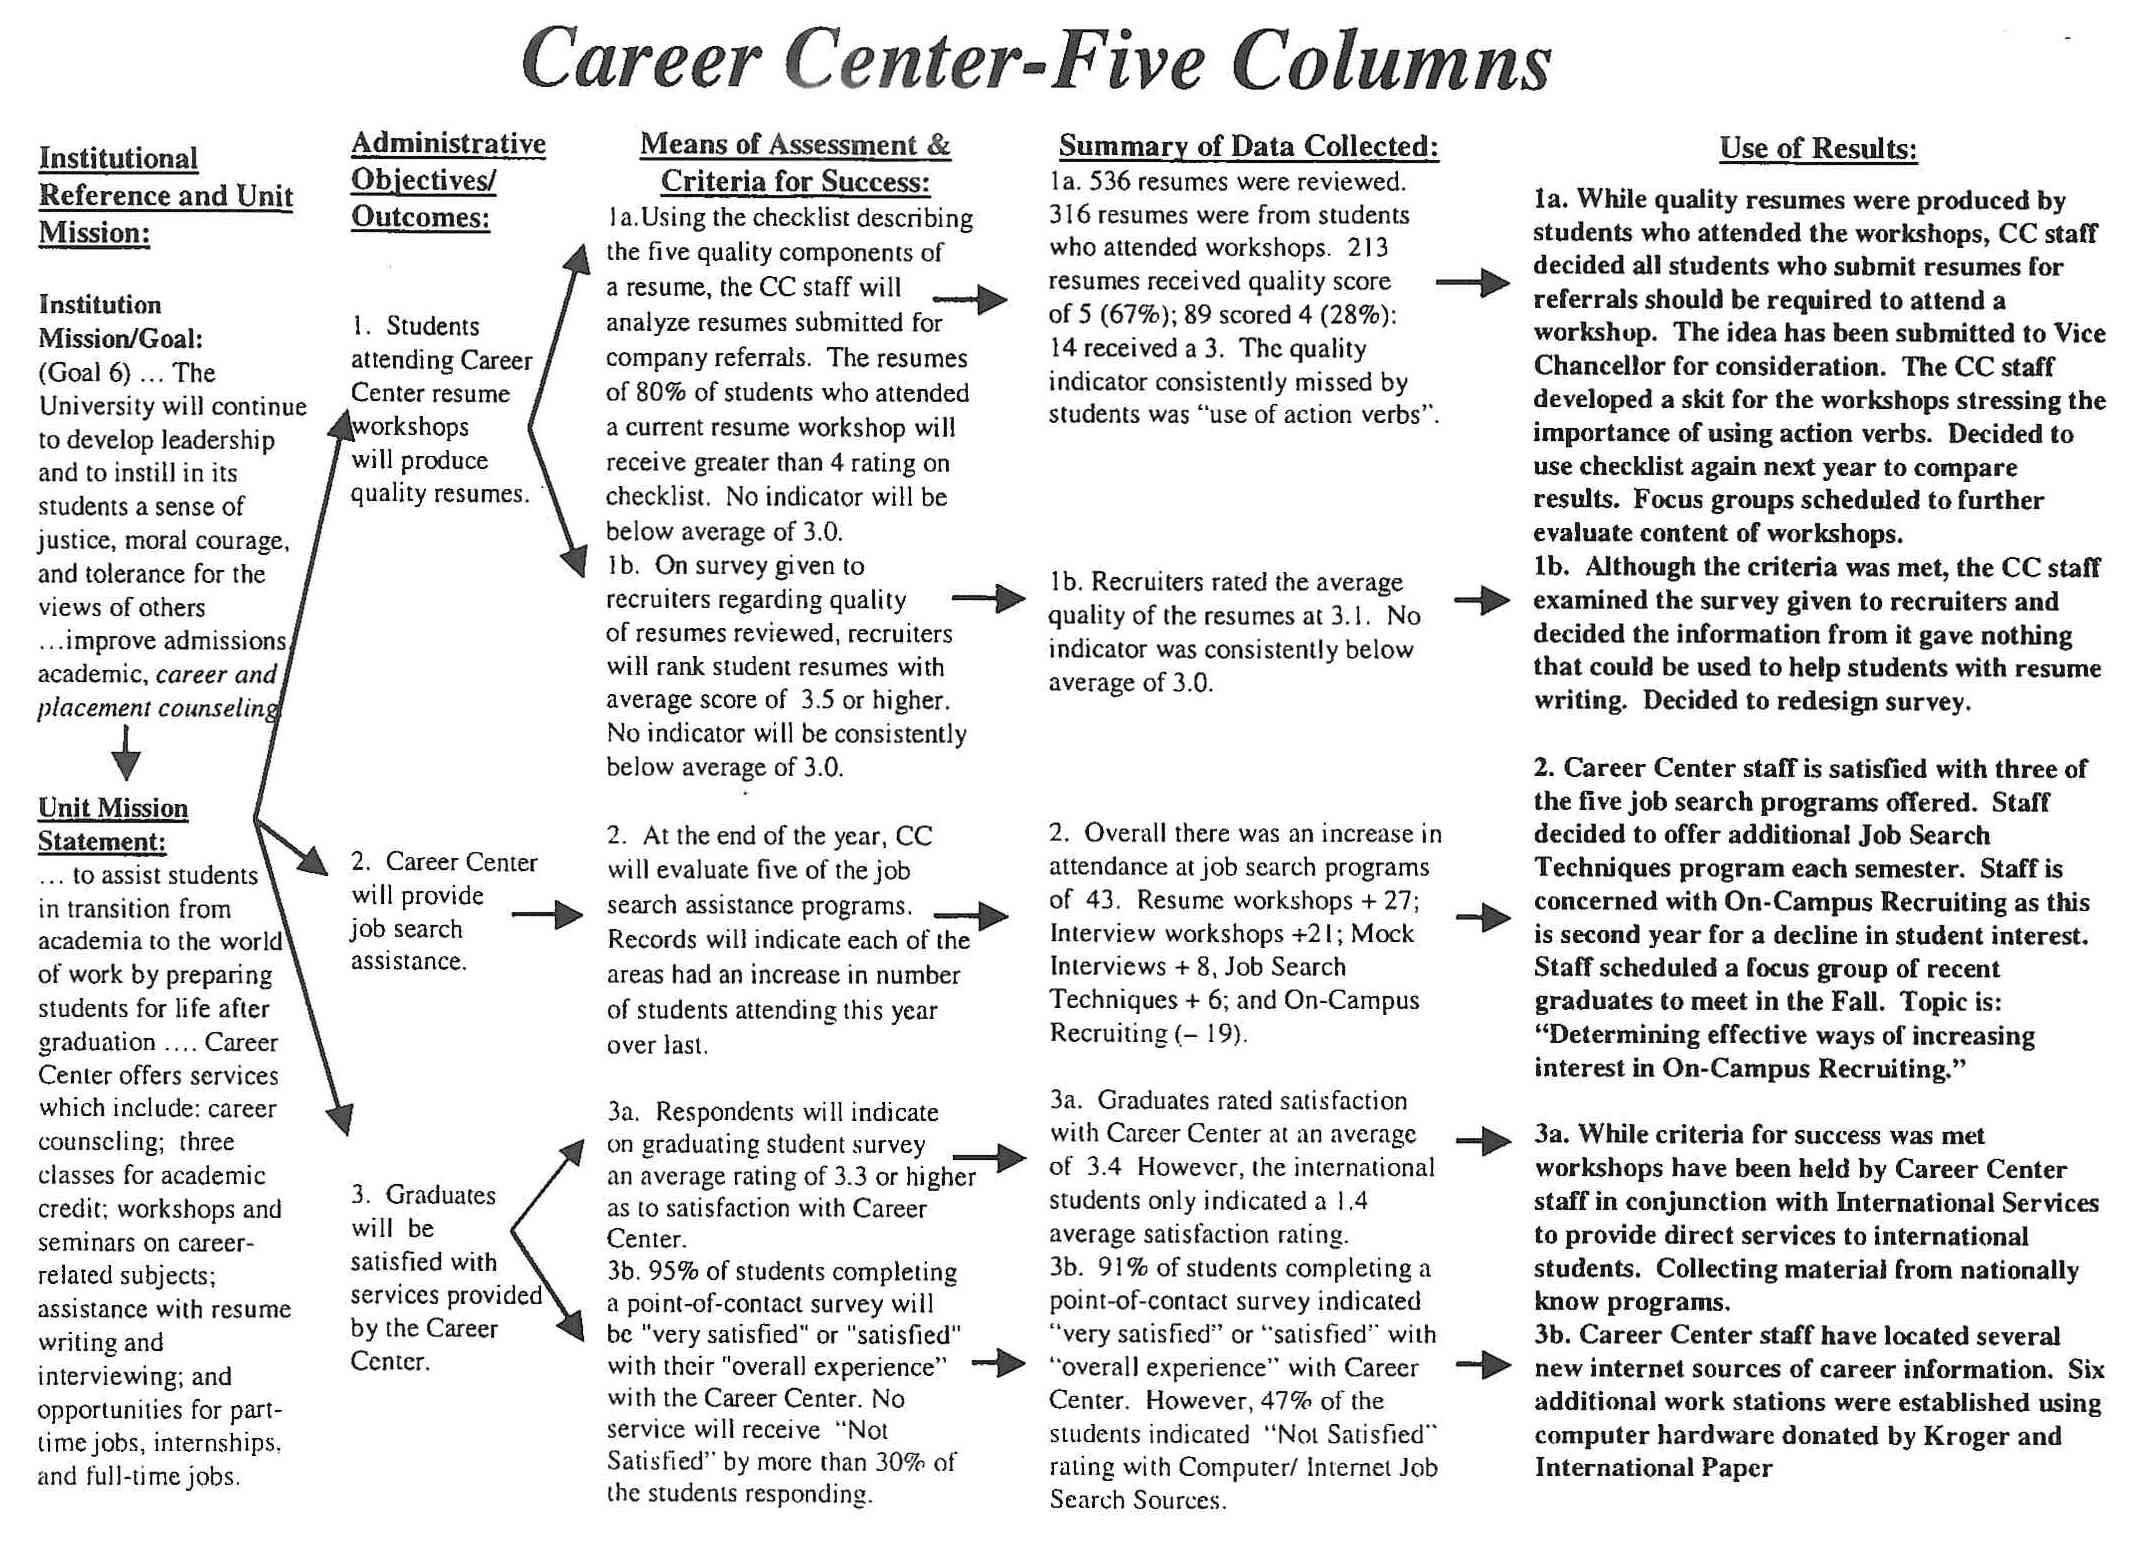 Career Center-Five Columns
Institutional
Reference and Unit
Mission:
Institution
Mission/Goal:
(Goal 6) ... The
University will continue
to develop leadership
and to instill in its
students a sense of
justice, moral courage,
and tolerance for the
views of others
...improve admissions
academic, career and
placement counseling
Unit Mission
Statement:
... to assist students
in transition from
academia to the world
of work by preparing
students for life after
graduation .... Career
Center offers services
which include: career
counseling; three
classes for academic
credit; workshops and
seminars on career-
related subjects;
assistance with resume
writing and
interviewing; and
opportunities for part-
time jobs, internships,
and full-time jobs.
Administrative
Objectives/
Outcomes:
1. Students
attending Career
Center resume
workshops
will produce
quality resumes.
2. Career Center
will provide
job search
assistance.
3. Graduates
will be
satisfied with
services provided
by the Career
Center.
Means of Assessment &
Criteria for Success:
1a.Using the checklist describing
the five quality components of
a resume, the CC staff will
analyze resumes submitted for
company referrals. The resumes
of 80% of students who attended
a current resume workshop will
receive greater than 4 rating on
checklist. No indicator will be
below average of 3.0.
1b. On survey given to
recruiters regarding quality
of resumes reviewed, recruiters
will rank student resumes with
average score of 3.5 or higher.
No indicator will be consistently
below average of 3.0.
2. At the end of the year, CC
will evaluate five of the job
search assistance programs.
Records will indicate each of the
areas had an increase in number
of students attending this year
over last.
3a. Respondents will indicate
on graduating student survey
an average rating of 3.3 or higher
as to satisfaction with Career
Center.
3b. 95% of students completing
a point-of-contact survey will
be "very satisfied" or "satisfied"
with their "overall experience"
with the Career Center. No
service will receive "Not
Satisfied" by more than 30% of
the students responding.
Summary of Data Collected:
1a. 536 resumes were reviewed.
316 resumes were from students
who attended workshops. 213
resumes received quality score
of 5 (67%); 89 scored 4 (28%):
14 received a 3. The quality
indicator consistently missed by
students was "use of action verbs".
1b. Recruiters rated the average
quality of the resumes at 3.1. No
indicator was consistently below
average of 3.0.
2. Overall there was an increase in
attendance at job search programs
of 43. Resume workshops + 27;
Interview workshops +21; Mock
Interviews + 8, Job Search
Techniques + 6; and On-Campus
Recruiting (– 19).
3a. Graduates rated satisfaction
with Career Center at an average
of 3.4 However, the international
students only indicated a 1.4
average satisfaction rating.
3b. 91% of students completing a
point-of-contact survey indicated
"very satisfied" or "satisfied" with
"overall experience" with Career
Center. However, 47% of the
students indicated "Not Satisfied"
rating with Computer/ Internet Job
Search Sources.
Use of Results:
1a. While quality resumes were produced by
students who attended the workshops, CC staff
decided all students who submit resumes for
referrals should be required to attend a
workshop. The idea has been submitted to Vice
Chancellor for consideration. The CC staff
developed a skit for the workshops stressing the
importance of using action verbs. Decided to
use checklist again next year to compare
results. Focus groups scheduled to further
evaluate content of workshops.
1b. Although the criteria was met, the CC staff
examined the survey given to recruiters and
decided the information from it gave nothing
that could be used to help students with resume
writing. Decided to redesign survey.
2. Career Center staff is satisfied with three of
the five job search programs offered. Staff
decided to offer additional Job Search
Techniques program each semester. Staff is
concerned with On-Campus Recruiting as this
is second year for a decline in student interest.
Staff scheduled a focus group of recent
graduates to meet in the Fall. Topic is:
"Determining effective ways of increasing
interest in On-Campus Recruiting."
3a. While criteria for success was met
workshops have been held by Career Center
staff in conjunction with International Services
to provide direct services to international
students. Collecting material from nationally
know programs.
3b. Career Center staff have located several
new internet sources of career information. Six
additional work stations were established using
computer hardware donated by Kroger and
International Paper